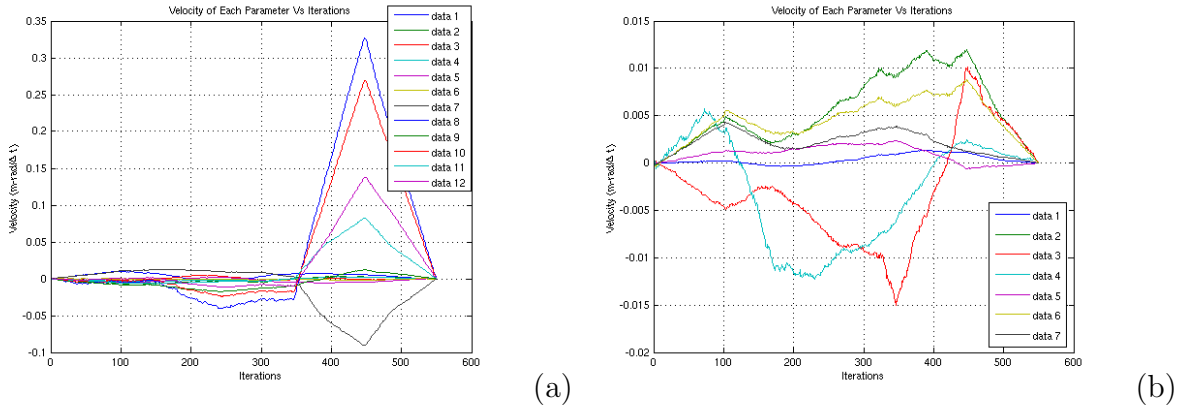 Velocity of Each Parameter Vs Iterations
0.35
0.3
0.25
0.2
0.15
0.1
0.05
0
-0.05
-0.1
Velocity (m-rad/Δ t)
0 100 200 300 400 500 600
Iterations
data 1
data 2
data 3
data 4
data 5
data 6
data 7
data 8
data 9
data 10
data 11
data 12
(a)
Velocity of Each Parameter Vs Iterations
0.015
0.01
0.005
0
-0.005
-0.01
-0.015
-0.02
Velocity (m-rad/Δ t)
0 100 200 300 400 500 600
Iterations
data 1
data 2
data 3
data 4
data 5
data 6
data 7
(b)